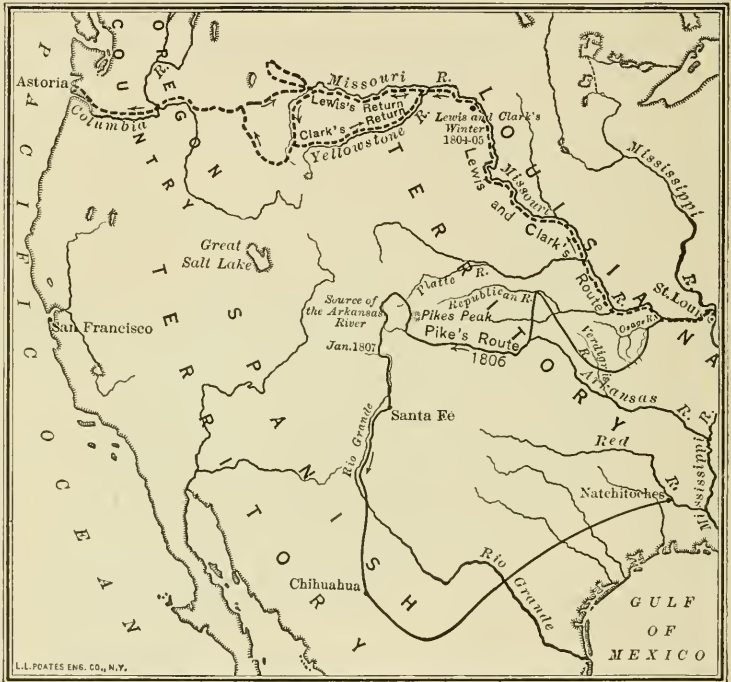 PACIFIC OCEAN
OREGON
COUNTRY
Astoria
Columbia
R.
Missouri R.
Lewis's Return
Clark's Return
Yellowstone R.
Lewis and Clark's
Winter
1804-05
LOUISIANA
TERRITORY
Missouri
Lewis and Clark's Route
R.
Mississippi R.
St. Louis
Great
Salt Lake
San Francisco
SPANISH
TERRITORY
Platte R.
Republican R.
Osage R.
Verdigris R.
Source of
the Arkansas
River
Jan. 1807
Pikes Peak
Pike's Route
1806
Arkansas R.
Santa Fé
Rio Grande
Red R.
Natchitoches
Mississippi R.
Chihuahua
Rio Grande
GULF
OF
MEXICO
L.L.POATES ENG. CO., N.Y.